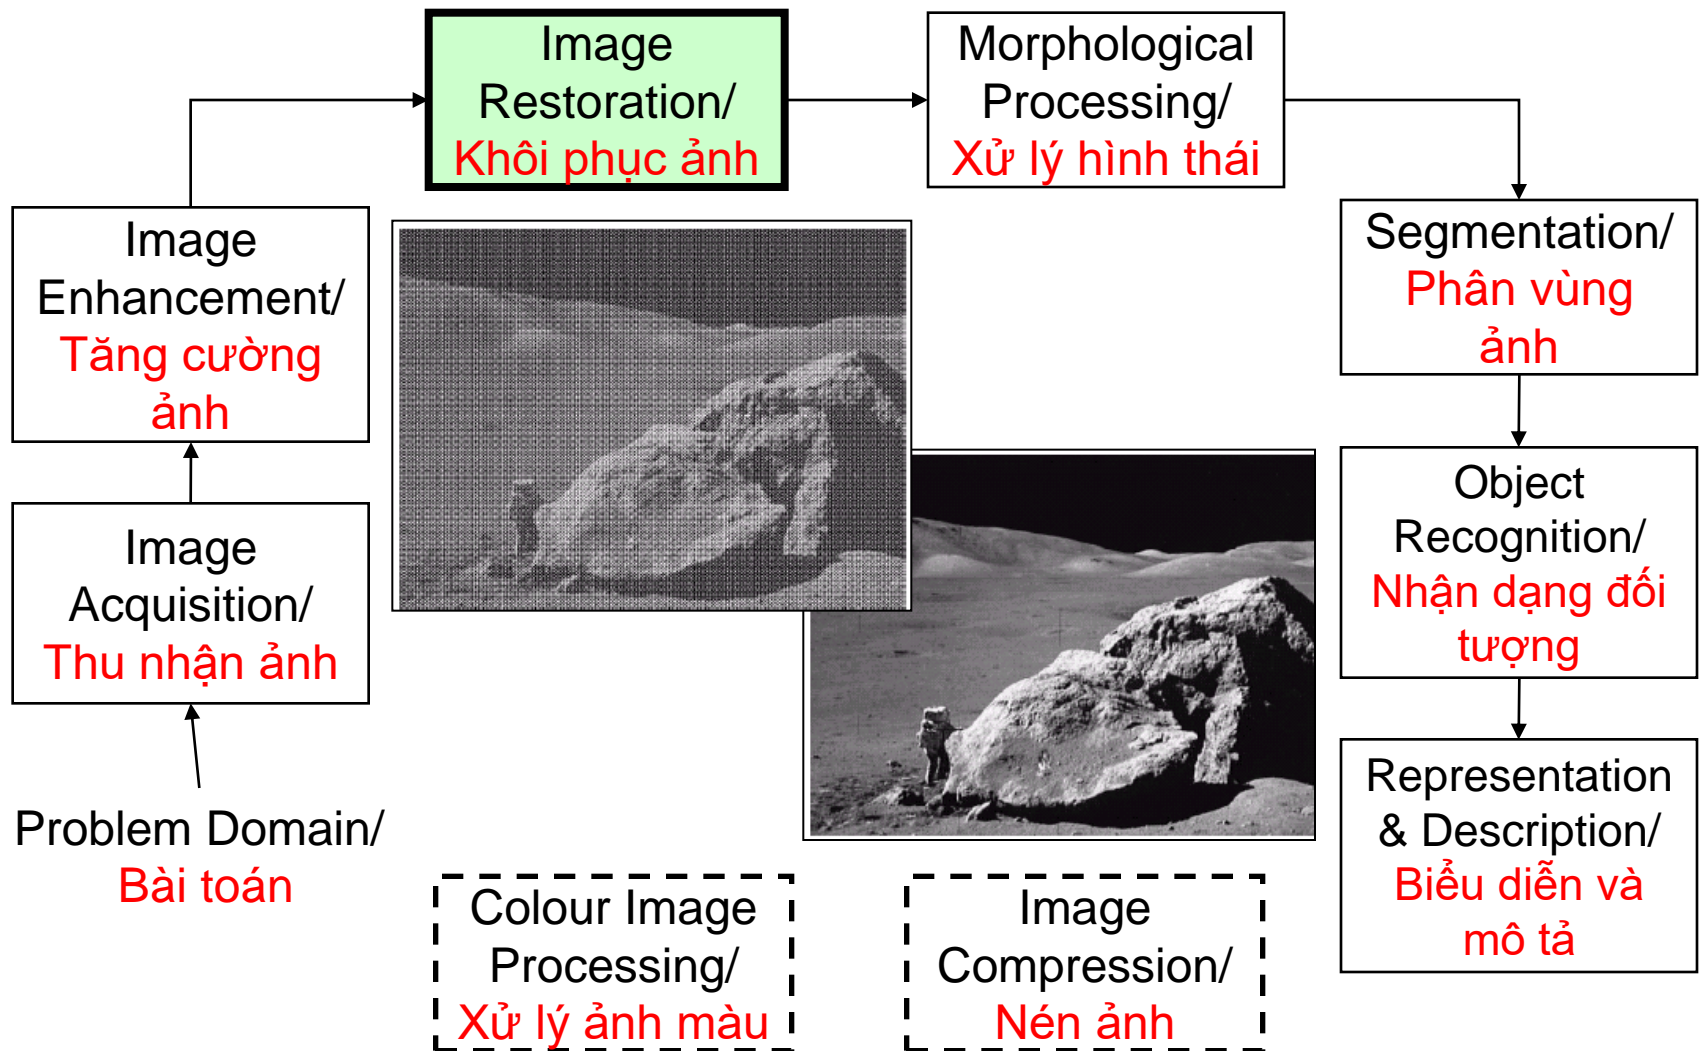 Image
Restoration/
Khôi phục ảnh
Morphological
Processing/
Xử lý hình thái
Image
Enhancement/
Tăng cường
ảnh
Segmentation/
Phân vùng
ảnh
Image
Acquisition/
Thu nhận ảnh
Object
Recognition/
Nhận dạng đối
tượng
Problem Domain/
Bài toán
Representation
& Description/
Biểu diễn và
mô tả
Colour Image
Processing/
Xử lý ảnh màu
Image
Compression/
Nén ảnh